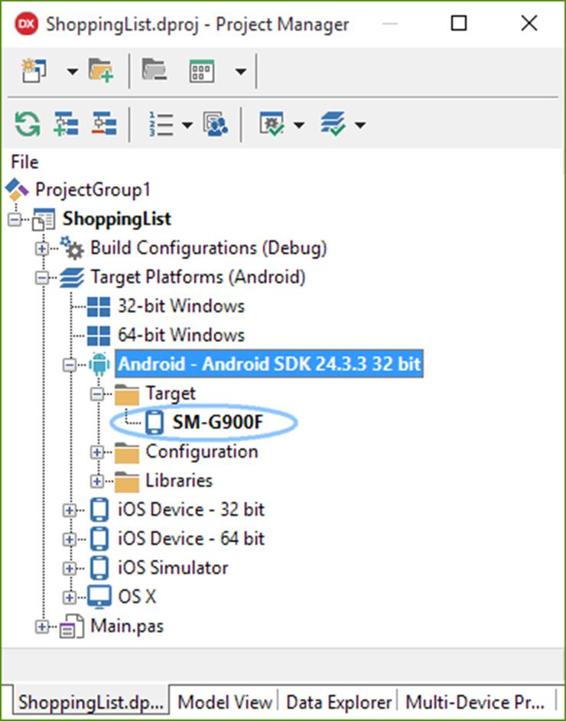 DX ShoppingList.dproj - Project Manager
File
ProjectGroup1
ShoppingList
Build Configurations (Debug)
Target Platforms (Android)
32-bit Windows
64-bit Windows
Android - Android SDK 24.3.3 32 bit
Target
SM-G900F
Configuration
Libraries
iOS Device - 32 bit
iOS Device - 64 bit
iOS Simulator
OS X
Main.pas
ShoppingList.dp... Model View Data Explorer Multi-Device Pr...